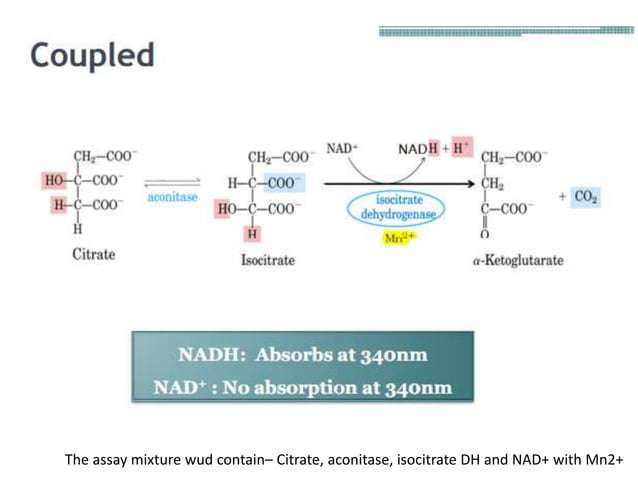 Coupled
CH₂—COO⁻
HO—C—COO⁻
H—C—COO⁻
H
Citrate
aconitase
CH₂—COO⁻
H—C—COO⁻
HO—C—COO⁻
H
Isocitrate
NAD⁺
NADH + H⁺
isocitrate
dehydrogenase
Mn²⁺
CH₂—COO⁻
CH₂
C—COO⁻
O
α-Ketoglutarate
+ CO₂
NADH: Absorbs at 340nm
NAD⁺ : No absorption at 340nm
The assay mixture wud contain– Citrate, aconitase, isocitrate DH and NAD+ with Mn2+